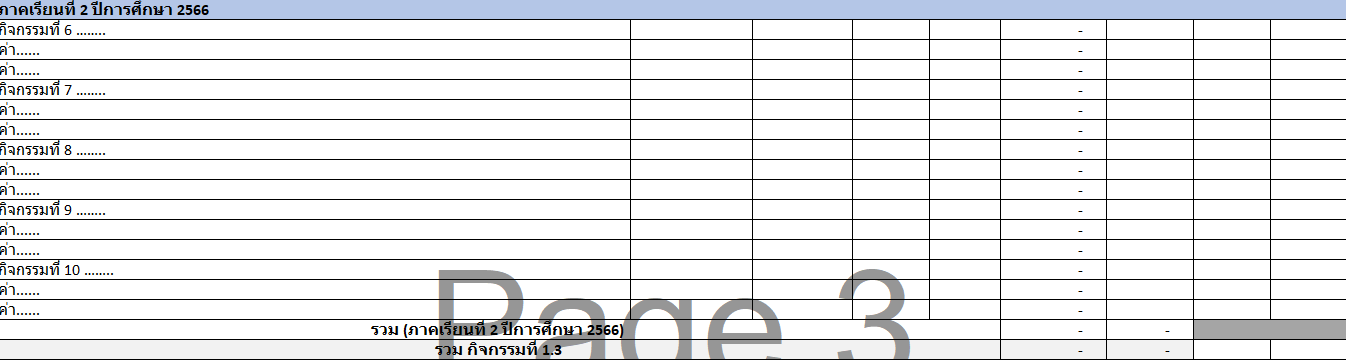 ภาคเรียนที่ 2 ปีการศึกษา 2566
กิจกรรมที่ 6 ........ -
ค่า...... -
ค่า...... -
กิจกรรมที่ 7 ........ -
ค่า...... -
ค่า...... -
กิจกรรมที่ 8 ........ -
ค่า...... -
ค่า...... -
กิจกรรมที่ 9 ........ -
ค่า...... -
ค่า...... -
กิจกรรมที่ 10 ........ -
ค่า...... -
ค่า...... -
Page 3
รวม (ภาคเรียนที่ 2 ปีการศึกษา 2566) - -
รวม กิจกรรมที่ 1.3 - -